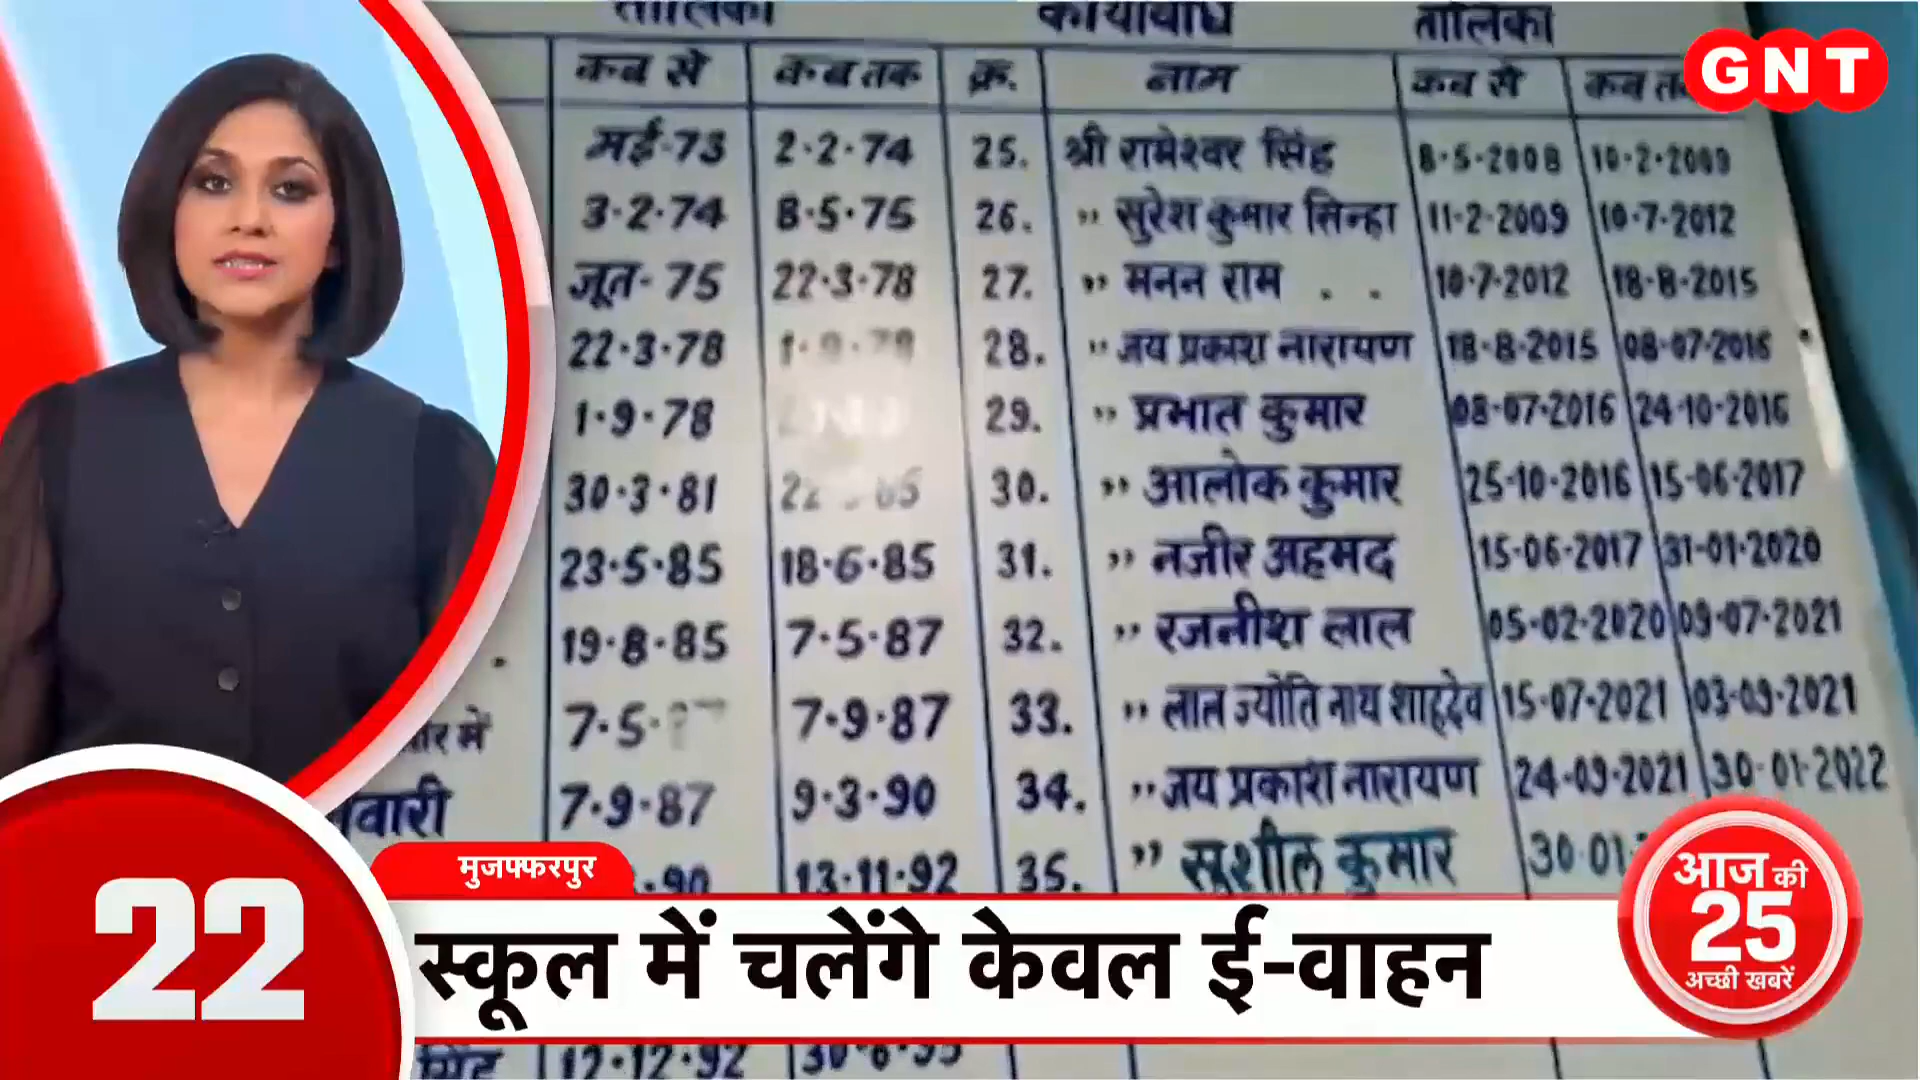 तालिका कार्यावधि तालिका
GNT
कब से कब तक क्र. नाम कब से कब
मई-73 2·2·74 25. श्री रामेश्वर सिंह 8·5·2008 10·2·2009
3·2·74 8·5·75 26. ,, सुरेश कुमार सिन्हा 11·2·2009 10·7·2012
जून-75 22·3·78 27. ,, मनन राम . . 10·7·2012 18·8·2015
22·3·78 28. ,, जय प्रकाश नारायण 18·8·2015 08·07·2016
1·9·78 29. ,, प्रभात कुमार 08·07·2016 24·10·2016
30·3·81 30. ,, आलोक कुमार 25·10·2016 15·06·2017
23·5·85 18·6·85 31. ,, नजीर अहमद 15·06·2017 31·01·2020
19·8·85 7·5·87 32. ,, रजनीश लाल 05·02·2020 09·07·2021
में 7·5· 7·9·87 33. ,, लाल ज्योति नाथ शाहदेव 15·07·2021 03·09·2021
7·9·87 9·3·90 34. ,, जय प्रकाश नारायण 24·09·2021 30·01·2022
·90 13·11·92 35. ,, सुशील कुमार 30·01·
मुजफ्फरपुर
22
स्कूल में चलेंगे केवल ई-वाहन
आज की
25
अच्छी खबरें
सिंह 12·12·92